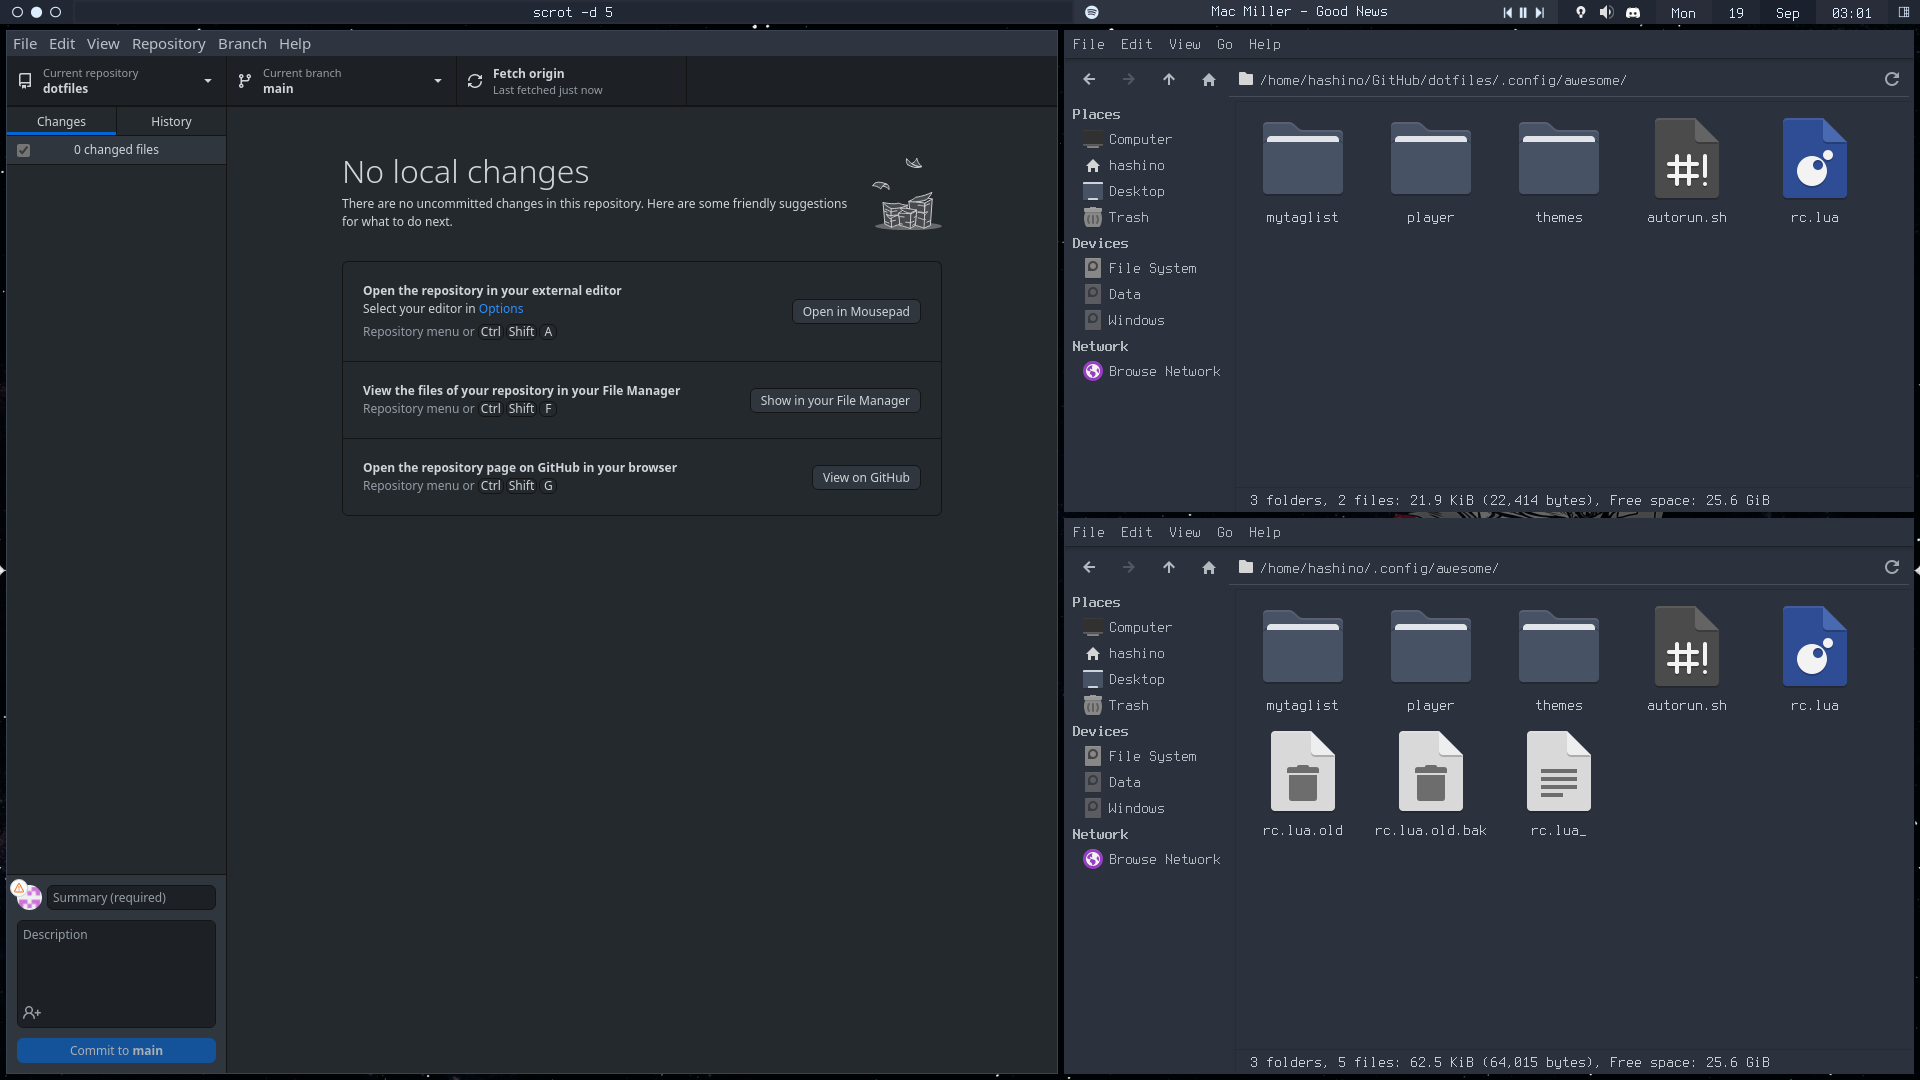 scrot -d 5
Mac Miller - Good News
Mon
19
Sep
03:01
File Edit View Repository Branch Help
Current repository
dotfiles
Current branch
main
Fetch origin
Last fetched just now
Changes
History
0 changed files
No local changes
There are no uncommitted changes in this repository. Here are some friendly suggestions
for what to do next.
Open the repository in your external editor
Select your editor in Options
Repository menu or Ctrl Shift A
Open in Mousepad
View the files of your repository in your File Manager
Repository menu or Ctrl Shift F
Show in your File Manager
Open the repository page on GitHub in your browser
Repository menu or Ctrl Shift G
View on GitHub
Summary (required)
Description
Commit to main
File Edit View Go Help
/home/hashino/GitHub/dotfiles/.config/awesome/
Places
Computer
hashino
Desktop
Trash
Devices
File System
Data
Windows
Network
Browse Network
mytaglist
player
themes
autorun.sh
rc.lua
3 folders, 2 files: 21.9 KiB (22,414 bytes), Free space: 25.6 GiB
File Edit View Go Help
/home/hashino/.config/awesome/
Places
Computer
hashino
Desktop
Trash
Devices
File System
Data
Windows
Network
Browse Network
mytaglist
player
themes
autorun.sh
rc.lua
rc.lua.old
rc.lua.old.bak
rc.lua_
3 folders, 5 files: 62.5 KiB (64,015 bytes), Free space: 25.6 GiB